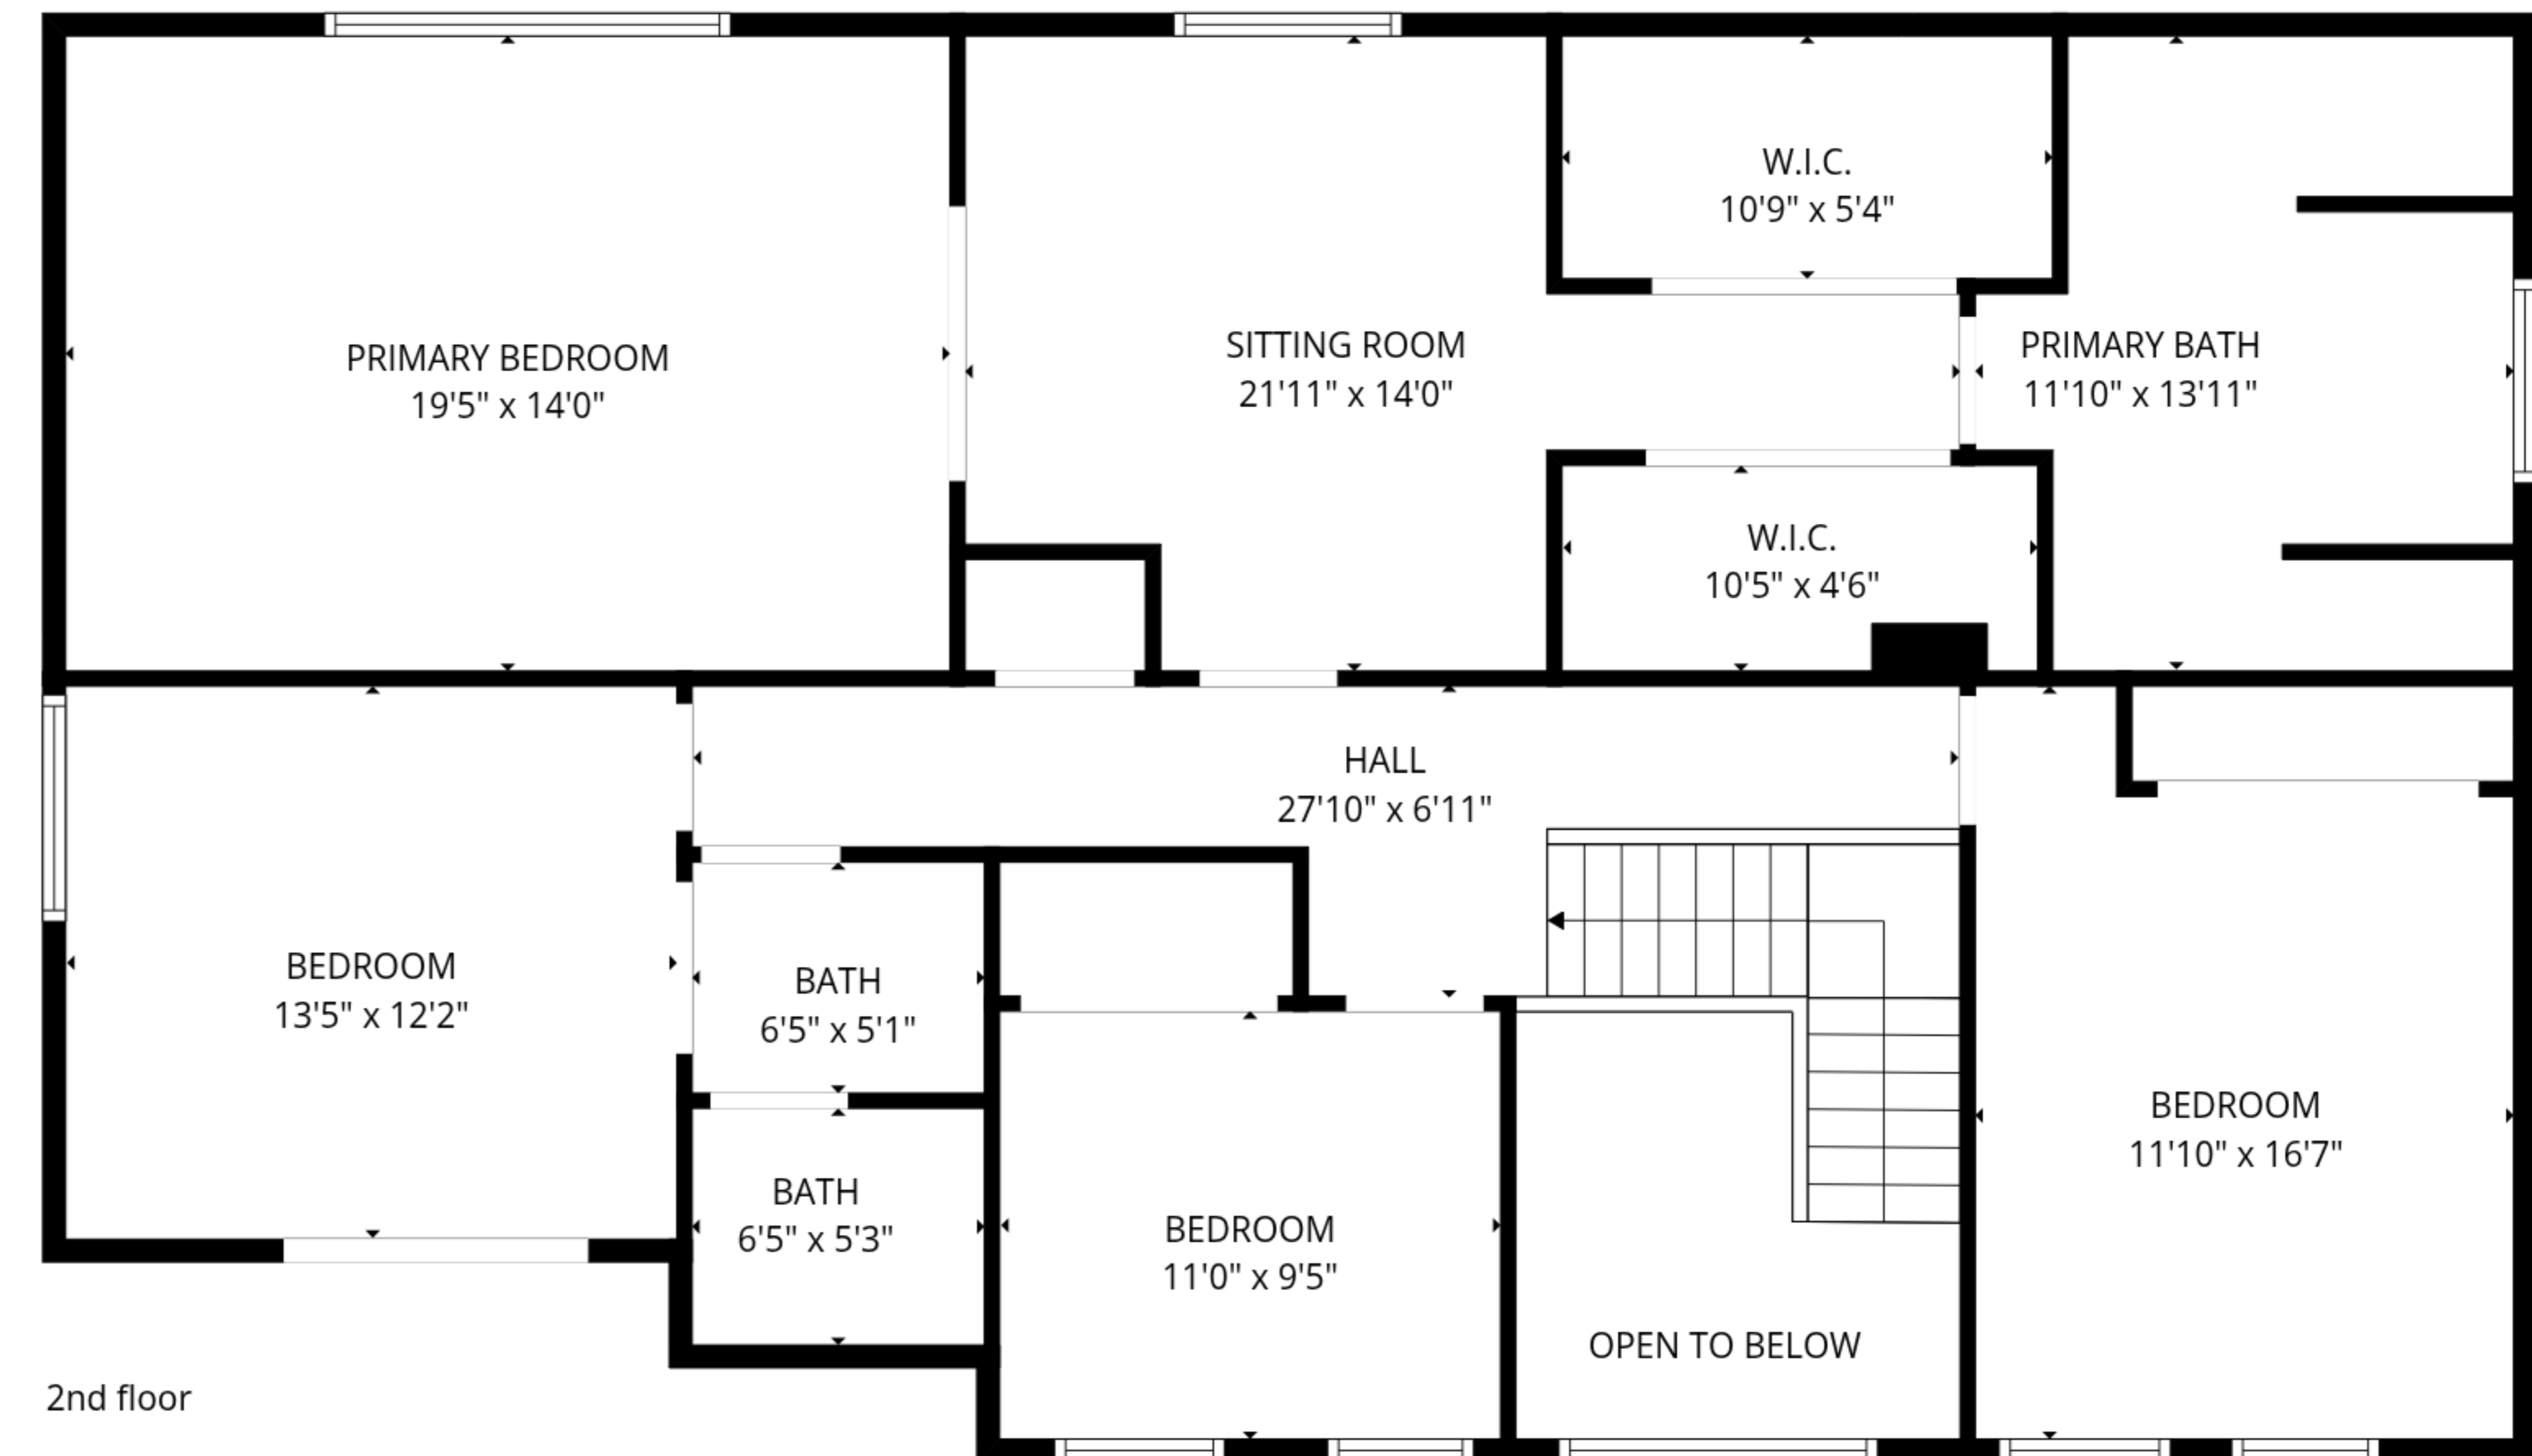 W.I.C.
10'9" x 5'4"
PRIMARY BEDROOM
19'5" x 14'0"
SITTING ROOM
21'11" x 14'0"
PRIMARY BATH
11'10" x 13'11"
W.I.C.
10'5" x 4'6"
HALL
27'10" x 6'11"
BEDROOM
13'5" x 12'2"
BATH
6'5" x 5'1"
BEDROOM
11'10" x 16'7"
BATH
6'5" x 5'3"
BEDROOM
11'0" x 9'5"
OPEN TO BELOW
2nd floor